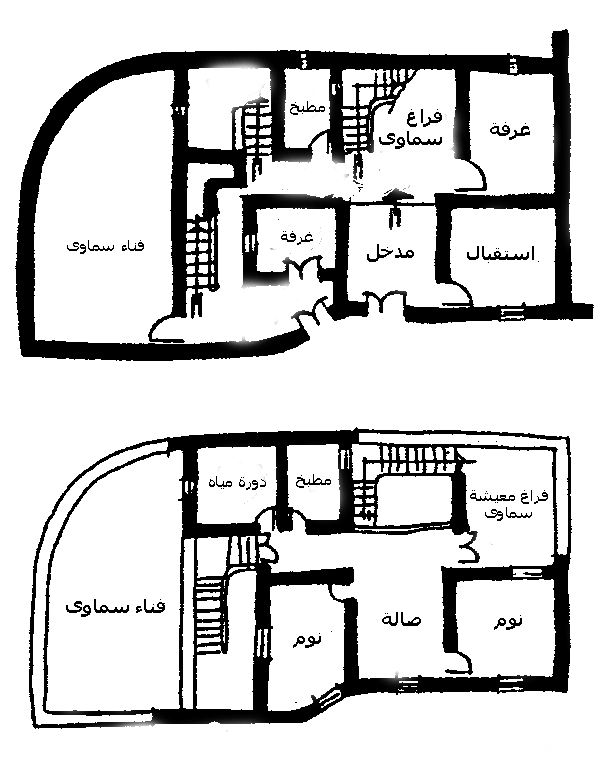 مطبخ
فراغ
سماوى
غرفة
غرفة
فناء سماوى
مدخل
استقبال
دورة مياه
مطبخ
فراغ معيشة
سماوى
فناء سماوى
نوم
صالة
نوم